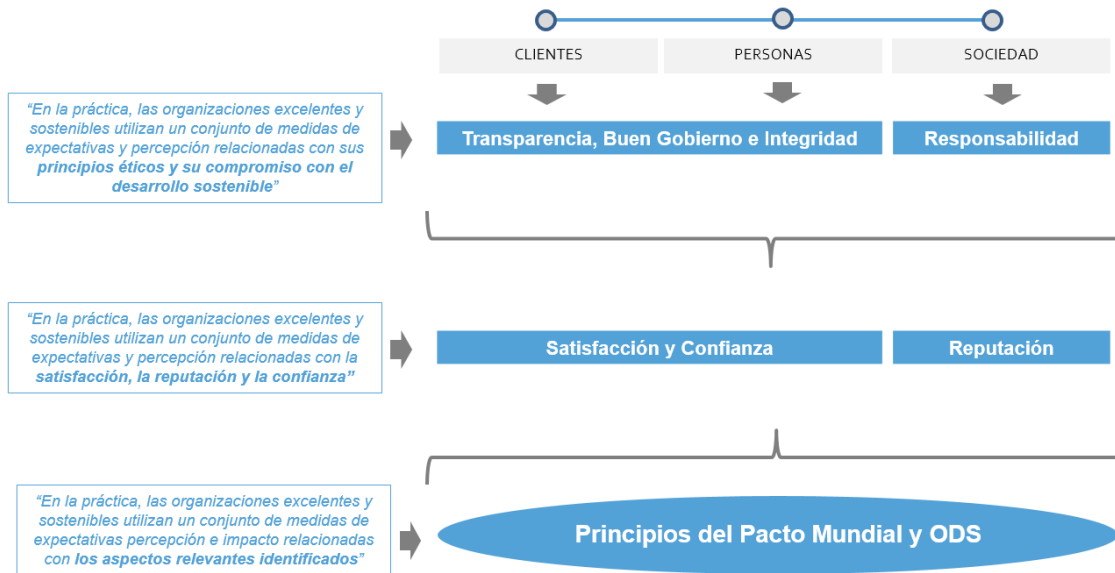 CLIENTES
PERSONAS
SOCIEDAD
“En la práctica, las organizaciones excelentes y
sostenibles utilizan un conjunto de medidas de
expectativas y percepción relacionadas con sus
principios éticos y su compromiso con el
desarrollo sostenible”
Transparencia, Buen Gobierno e Integridad
Responsabilidad
“En la práctica, las organizaciones excelentes y
sostenibles utilizan un conjunto de medidas de
expectativas y percepción relacionadas con la
satisfacción, la reputación y la confianza”
Satisfacción y Confianza
Reputación
“En la práctica, las organizaciones excelentes y
sostenibles utilizan un conjunto de medidas de
expectativas percepción e impacto relacionadas
con los aspectos relevantes identificados”
Principios del Pacto Mundial y ODS